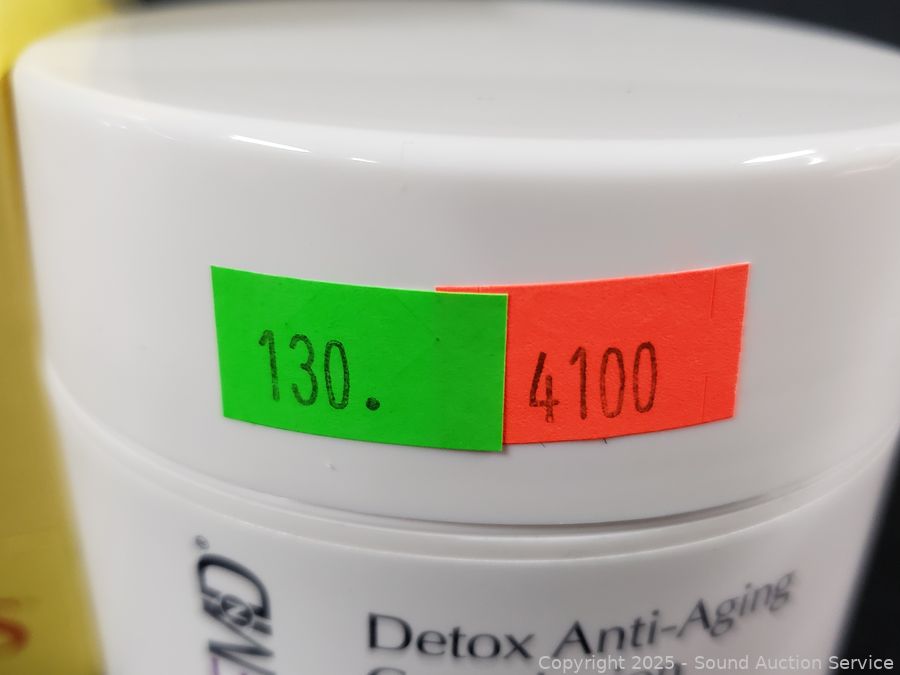 130.
4100
Detox Anti-Aging
Copyright 2025 - Sound Auction Service